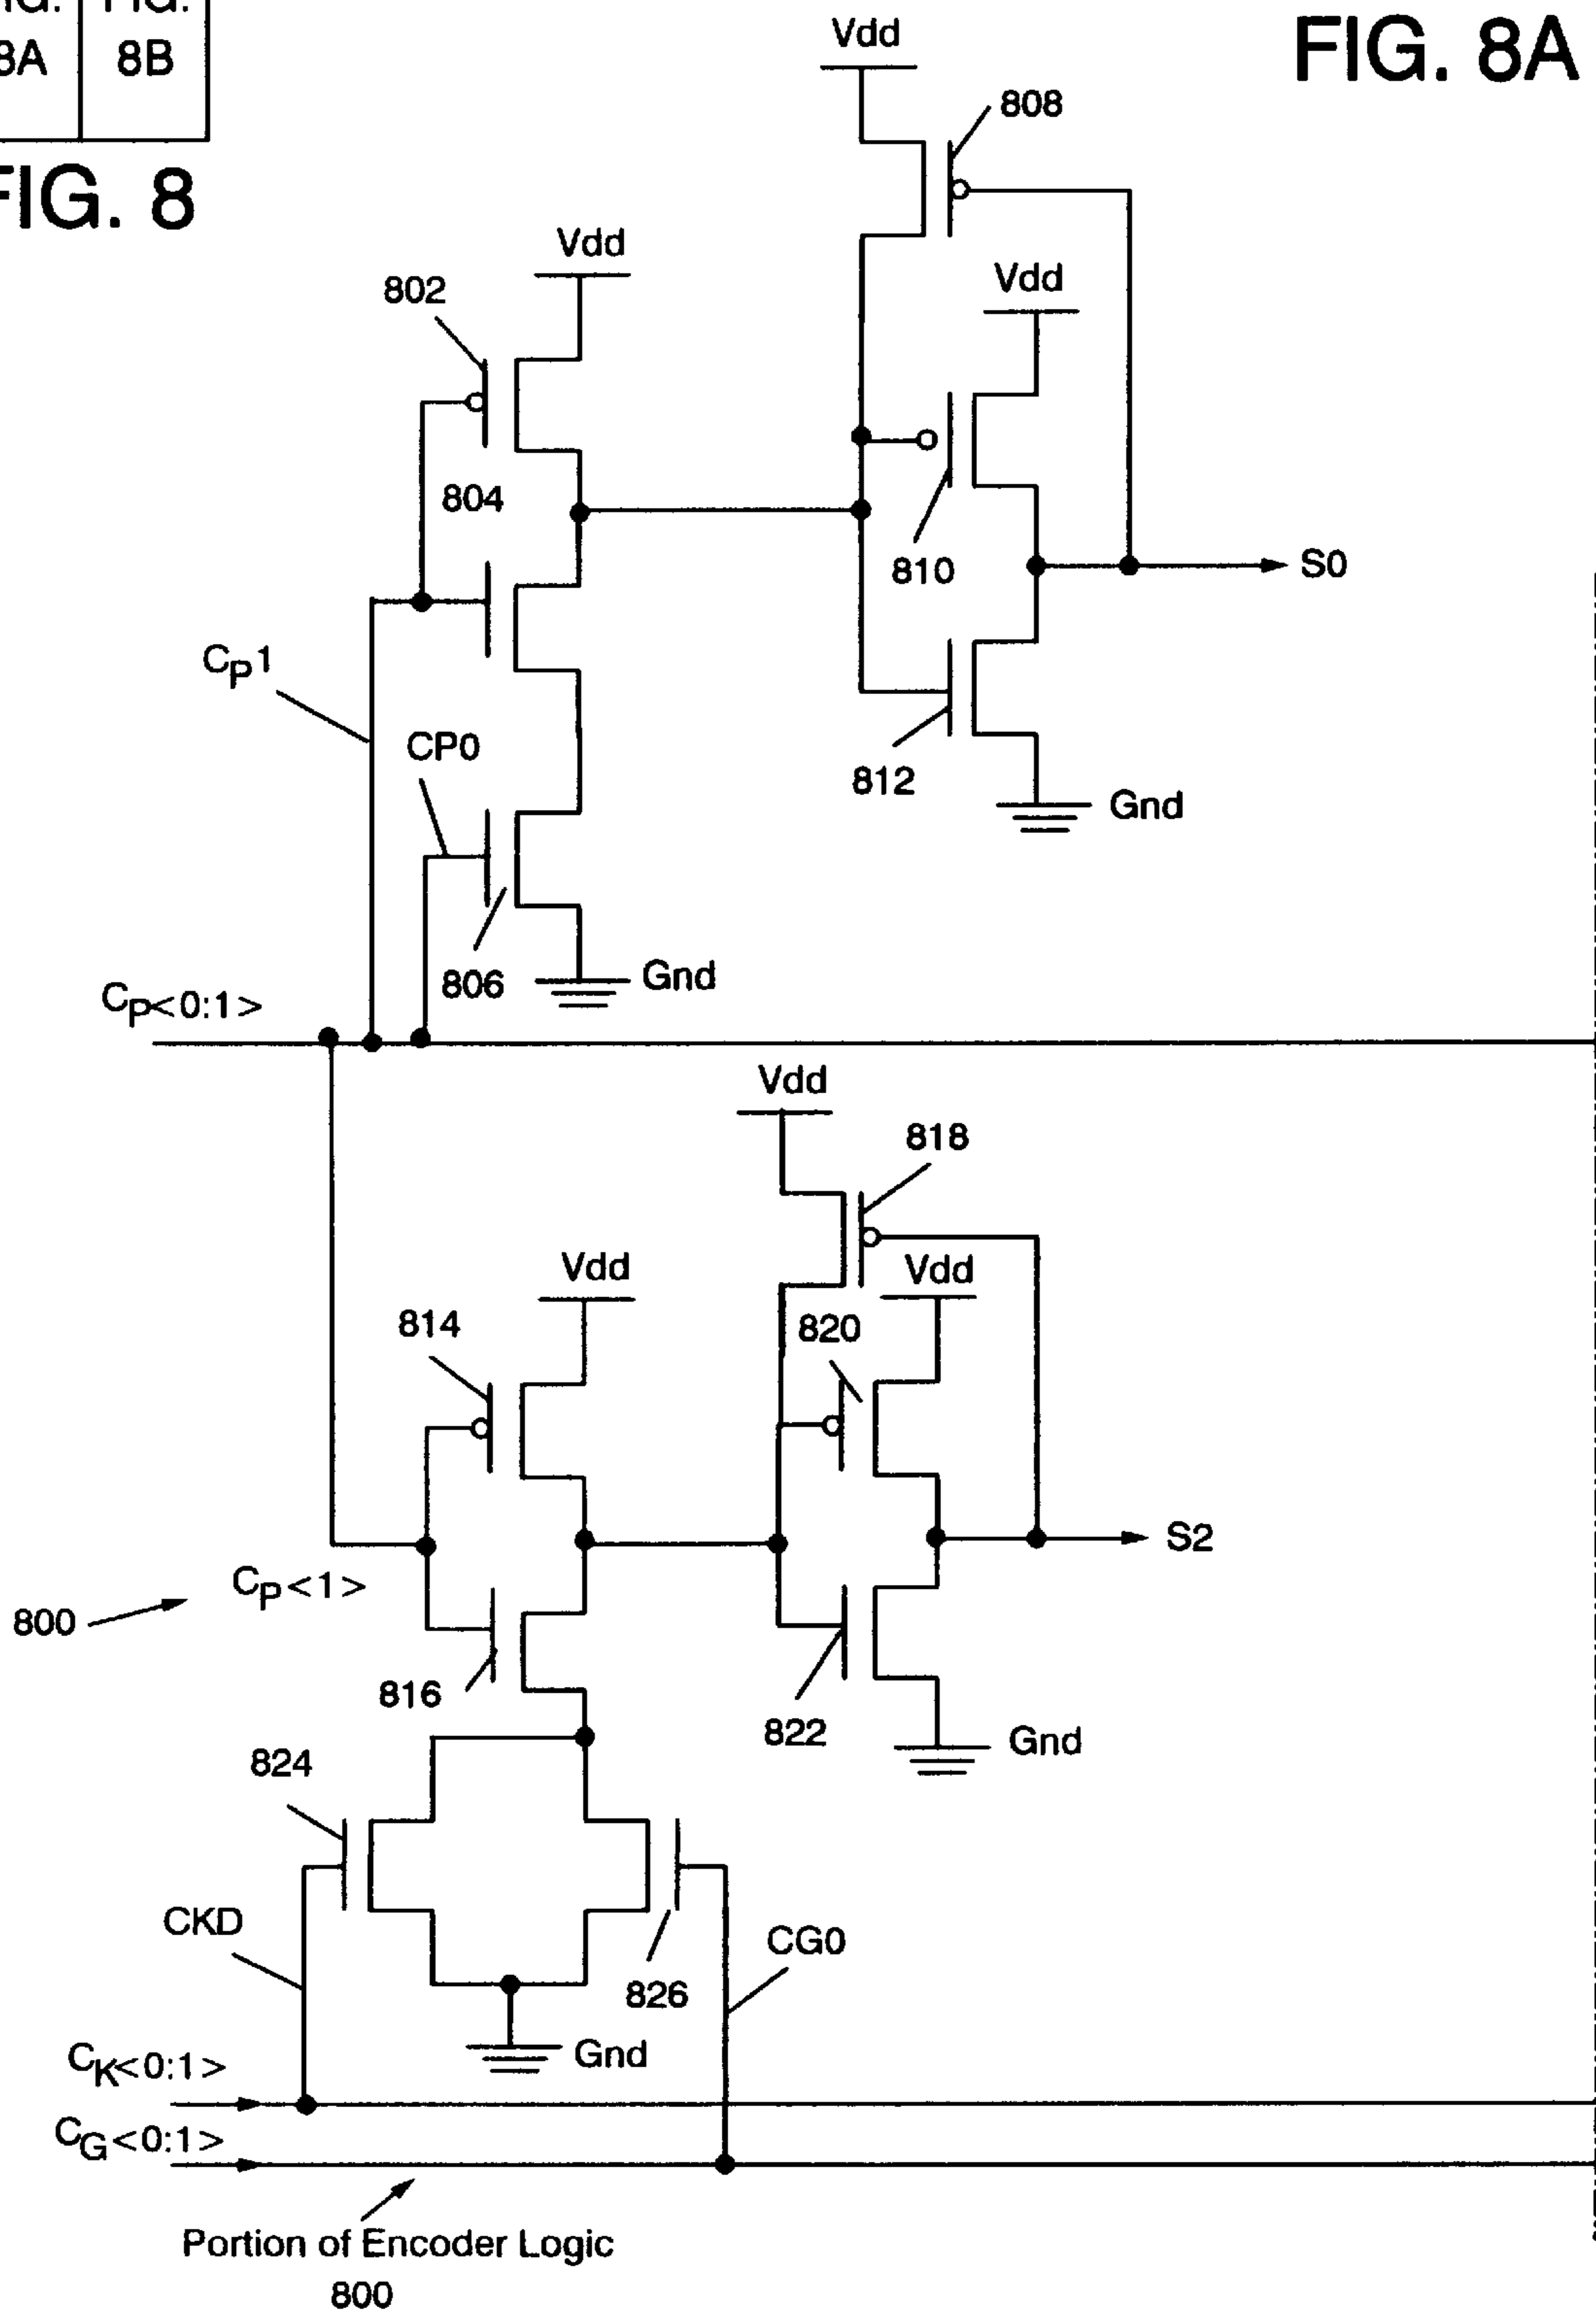 FIG.
8B
8A
FIG. 8
FIG. 8A
Vdd
808
Vdd
802
Vdd
804
810
S0
CP1
CP0
812
Gnd
806
Gnd
CP<0:1>
Vdd
818
Vdd
Vdd
814
820
S2
CP<1>
800
816
822
Gnd
824
CKD
CG0
826
Gnd
CK<0:1>
CG<0:1>
Portion of Encoder Logic
800